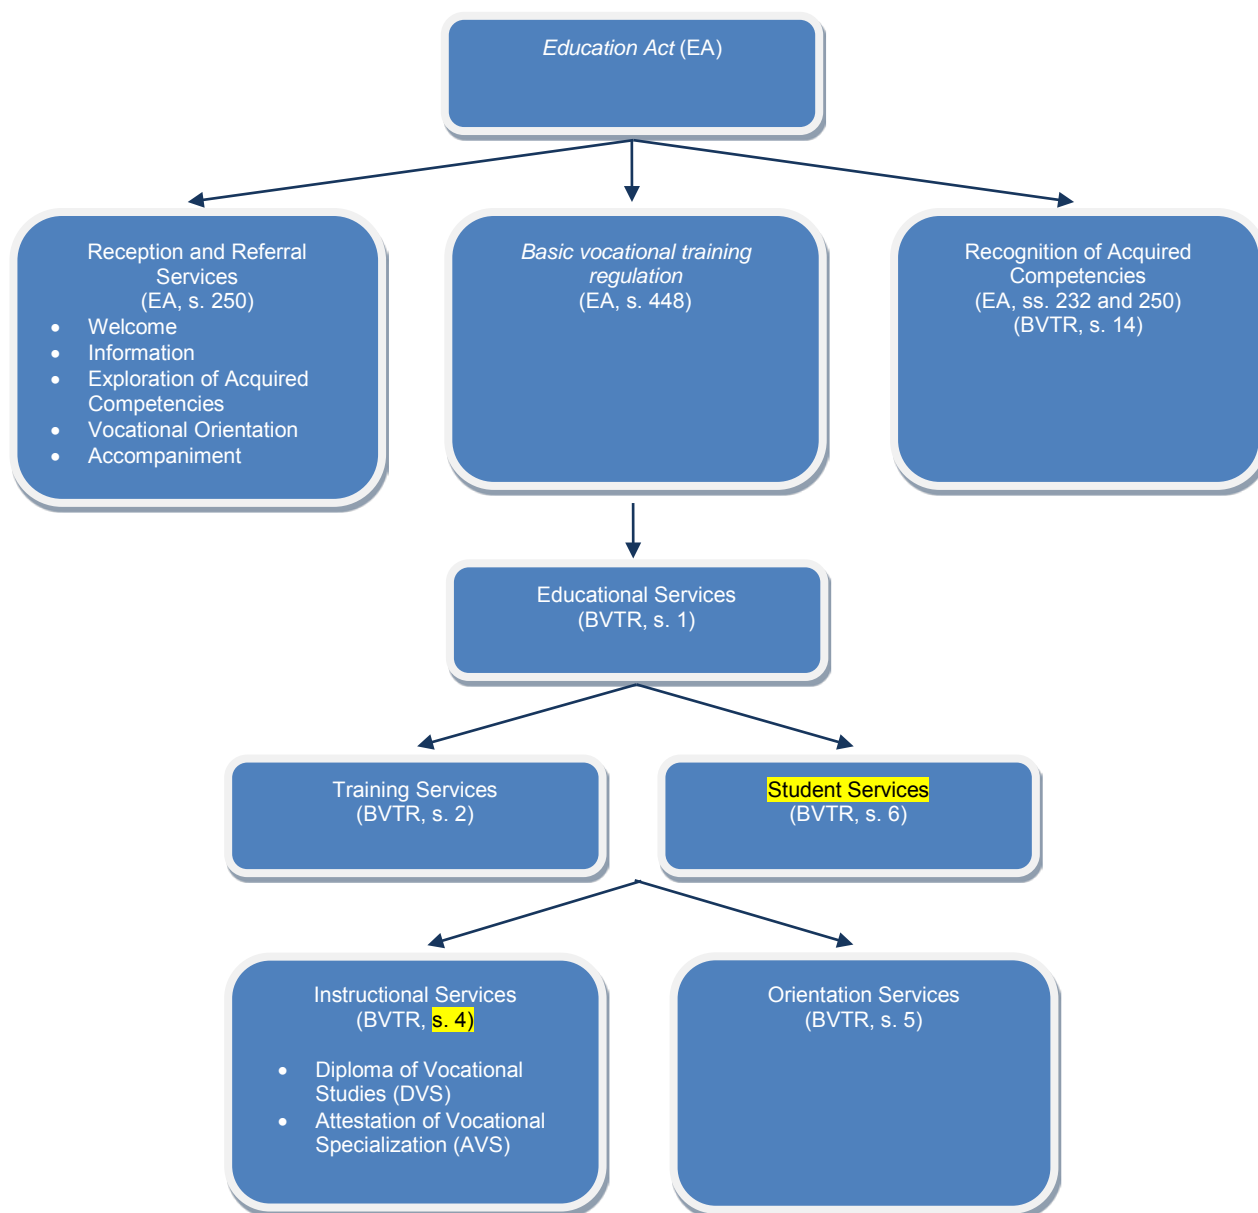 Education Act (EA)
Reception and Referral
Services
(EA, s. 250)
• Welcome
• Information
• Exploration of Acquired
Competencies
• Vocational Orientation
• Accompaniment
Basic vocational training
regulation
(EA, s. 448)
Recognition of Acquired
Competencies
(EA, ss. 232 and 250)
(BVTR, s. 14)
Educational Services
(BVTR, s. 1)
Training Services
(BVTR, s. 2)
Student Services
(BVTR, s. 6)
Instructional Services
(BVTR, s. 4)
• Diploma of Vocational
Studies (DVS)
• Attestation of Vocational
Specialization (AVS)
Orientation Services
(BVTR, s. 5)